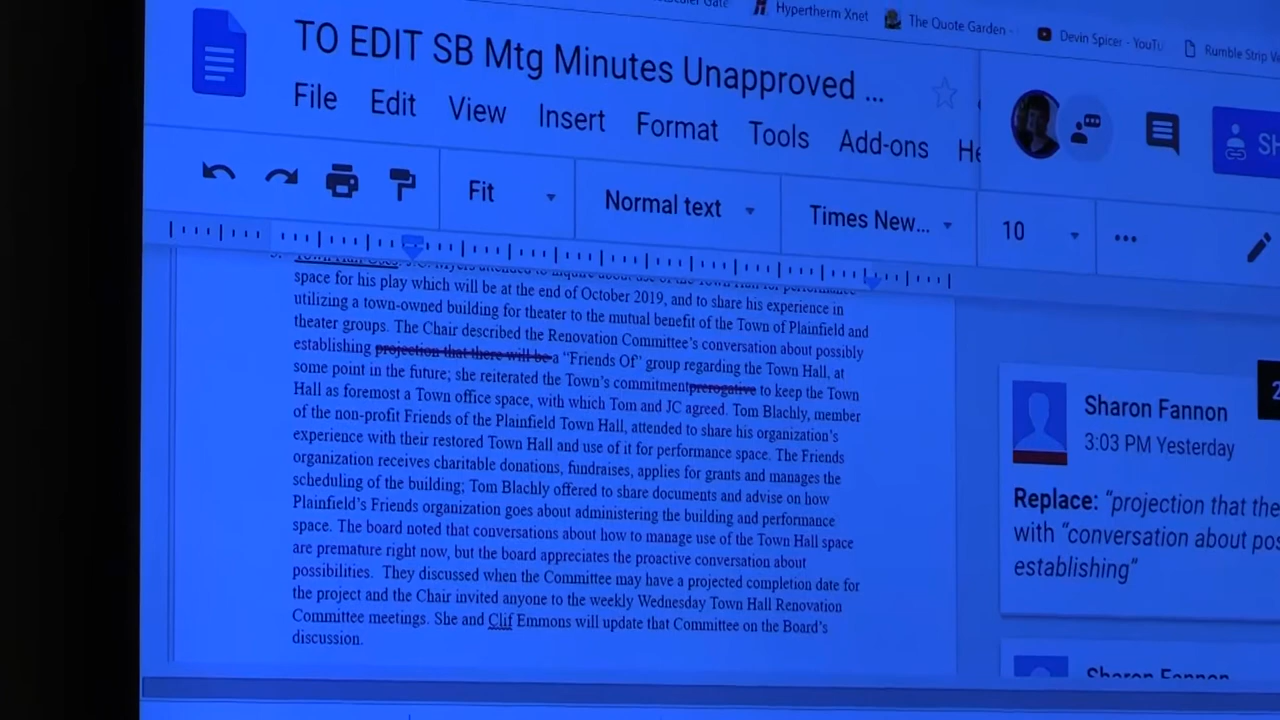 Hypertherm Xnet
The Quote Garden -
Devin Spicer - YouTu
Rumble Strip V
TO EDIT SB Mtg Minutes Unapproved ...
File Edit View Insert Format Tools Add-ons He
SH
Fit Normal text Times New... 10
space for his play which will be at the end of October 2019, and to share his experience in
utilizing a town-owned building for theater to the mutual benefit of the Town of Plainfield and
theater groups. The Chair described the Renovation Committee's conversation about possibly
establishing projection that there will be a “Friends Of” group regarding the Town Hall, at
some point in the future; she reiterated the Town's commitmentprerogative to keep the Town
Hall as foremost a Town office space, with which Tom and JC agreed. Tom Blachly, member
of the non-profit Friends of the Plainfield Town Hall, attended to share his organization's
experience with their restored Town Hall and use of it for performance space. The Friends
organization receives charitable donations, fundraises, applies for grants and manages the
scheduling of the building; Tom Blachly offered to share documents and advise on how
Plainfield's Friends organization goes about administering the building and performance
space. The board noted that conversations about how to manage use of the Town Hall space
are premature right now, but the board appreciates the proactive conversation about
possibilities. They discussed when the Committee may have a projected completion date for
the project and the Chair invited anyone to the weekly Wednesday Town Hall Renovation
Committee meetings. She and Clif Emmons will update that Committee on the Board's
discussion.
Sharon Fannon
3:03 PM Yesterday
2
Replace: “projection that the
with “conversation about pos
establishing”
Sharon Fannon